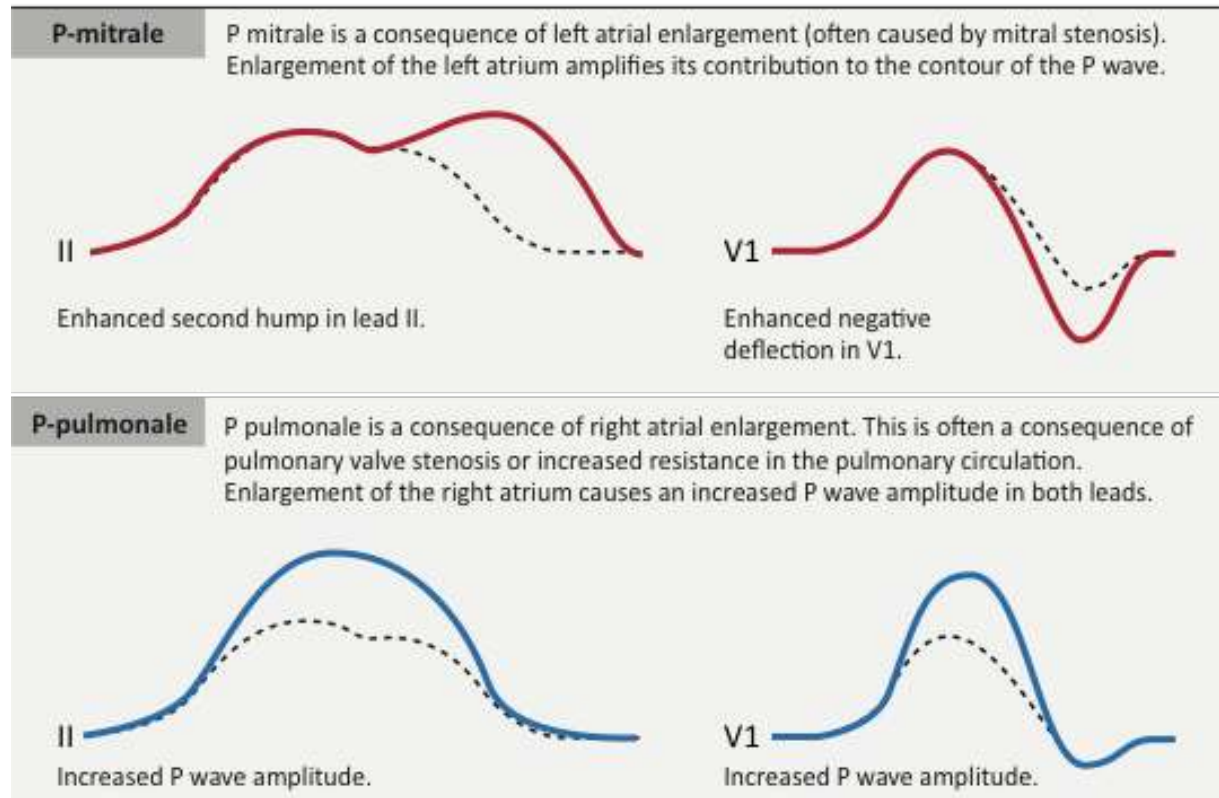 P-mitrale
P mitrale is a consequence of left atrial enlargement (often caused by mitral stenosis).
Enlargement of the left atrium amplifies its contribution to the contour of the P wave.
II
V1
Enhanced second hump in lead II.
Enhanced negative
deflection in V1.
P-pulmonale
P pulmonale is a consequence of right atrial enlargement. This is often a consequence of
pulmonary valve stenosis or increased resistance in the pulmonary circulation.
Enlargement of the right atrium causes an increased P wave amplitude in both leads.
II
V1
Increased P wave amplitude.
Increased P wave amplitude.